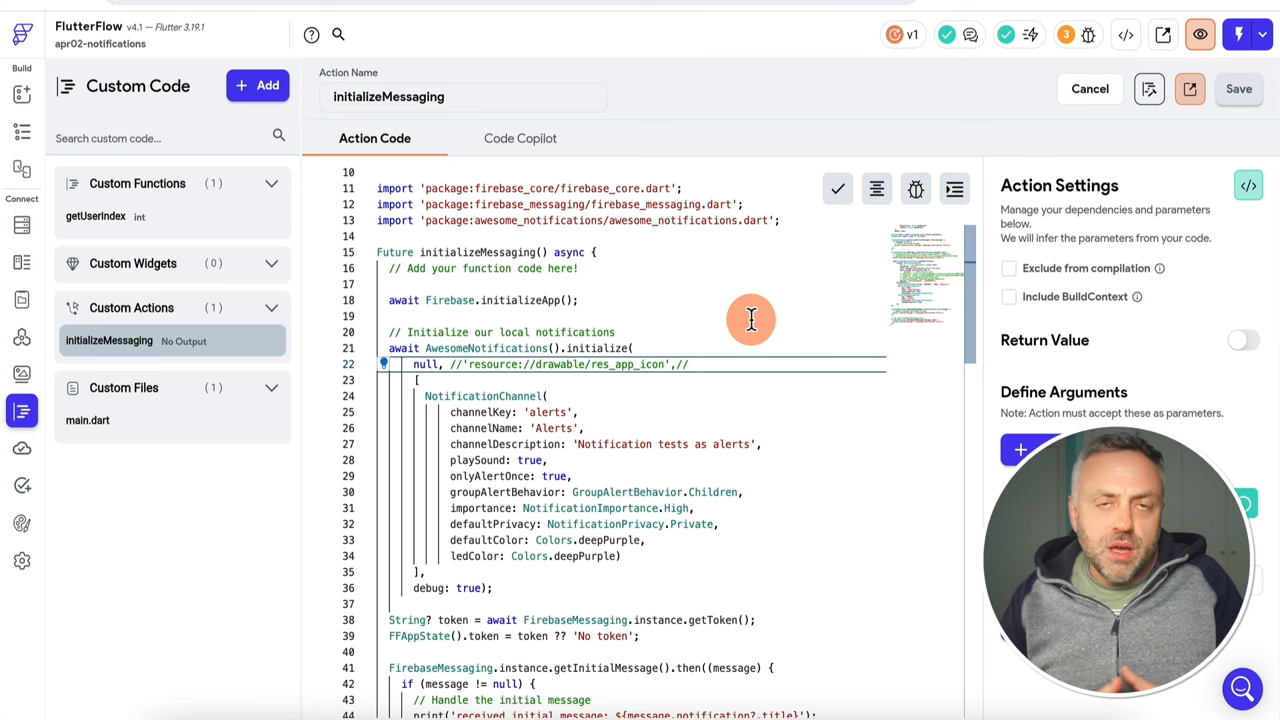 FlutterFlow v4.1 – Flutter 3.19.1
apr02-notifications
v1
3
Build
Connect
Custom Code
+ Add
Search custom code...
Custom Functions (1)
getUserIndex int
Custom Widgets (0)
Custom Actions
initializeMessaging No Output
Custom Files (1)
main.dart
Action Name
initializeMessaging
Cancel
Save
Action Code
Code Copilot
10
11 import 'package:firebase_core/firebase_core.dart';
12 import 'package:firebase_messaging/firebase_messaging.dart';
13 import 'package:awesome_notifications/awesome_notifications.dart';
14
15 Future initializeMessaging() async {
16 // Add your function code here!
17
18 await Firebase.initializeApp();
19
20 // Initialize our local notifications
21 await AwesomeNotifications().initialize(
22 null, //'resource://drawable/res_app_icon',//
23 [
24 NotificationChannel(
25 channelKey: 'alerts',
26 channelName: 'Alerts',
27 channelDescription: 'Notification tests as alerts',
28 playSound: true,
29 onlyAlertOnce: true,
30 groupAlertBehavior: GroupAlertBehavior.Children,
31 importance: NotificationImportance.High,
32 defaultPrivacy: NotificationPrivacy.Private,
33 defaultColor: Colors.deepPurple,
34 ledColor: Colors.deepPurple)
35 ],
36 debug: true);
37
38 String? token = await FirebaseMessaging.instance.getToken();
39 FFAppState().token = token ?? 'No token';
40
41 FirebaseMessaging.instance.getInitialMessage().then((message) {
42 if (message != null) {
43 // Handle the initial message
44 print('received initial message: ${message.notification?.title}');
Action Settings
Manage your dependencies and parameters
below.
We will infer the parameters from your code.
Exclude from compilation
Include BuildContext
Return Value
Define Arguments
Note: Action must accept these as parameters.
+